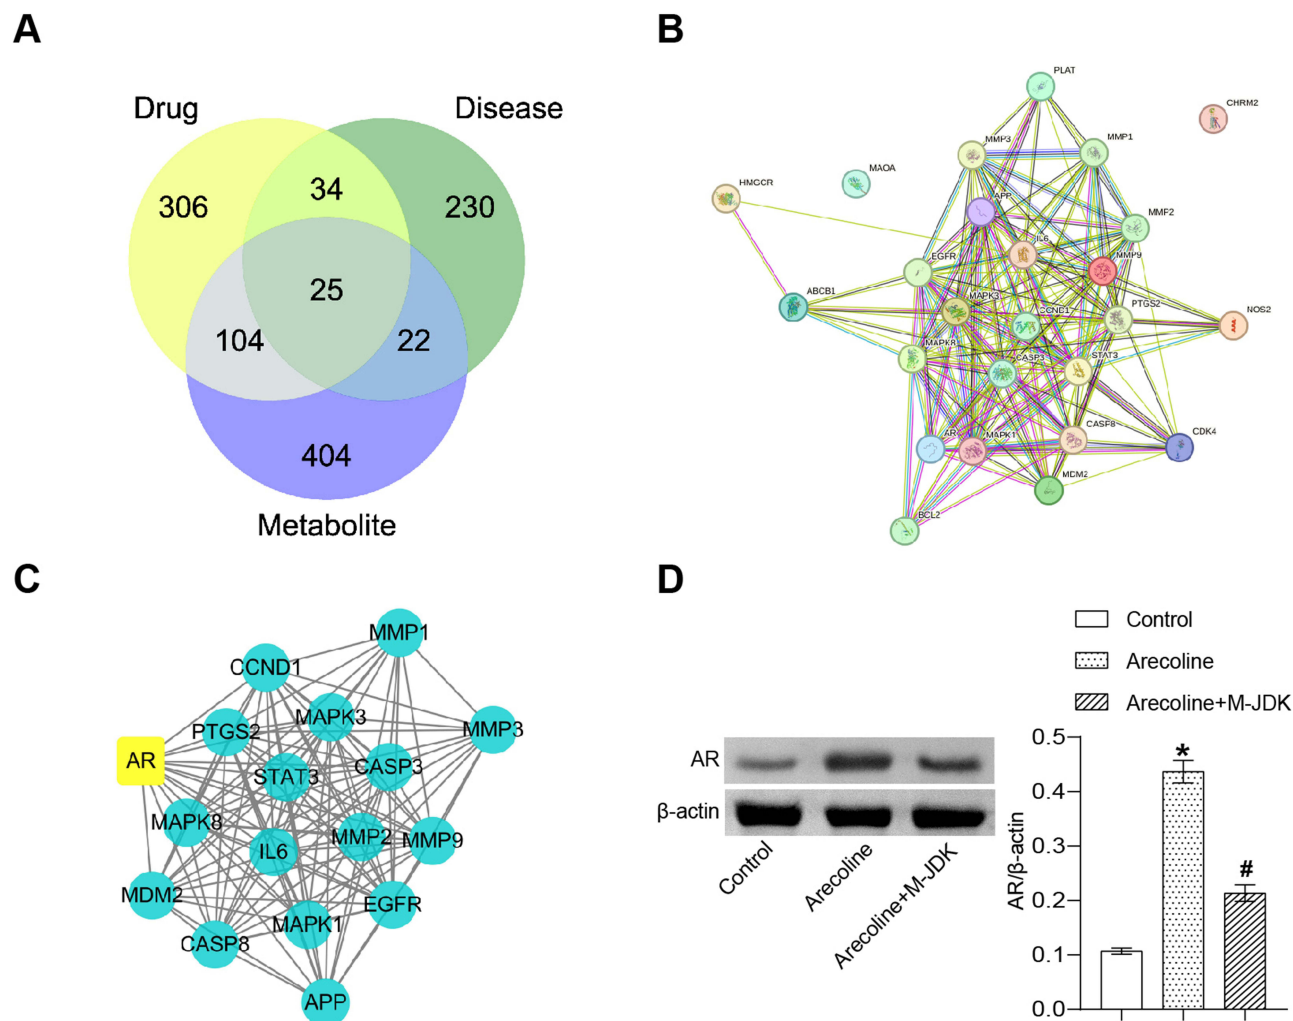 A
Drug
Disease
306
34
230
25
104
22
404
Metabolite
B
PLAT
CHRM2
MMP3
MMP1
MAOA
HMGCR
APP
MMP2
IL6
EGFR
MMP9
ABCB1
MAPK3
CCND1
PTGS2
NOS2
MAPK8
CASP3
STAT3
AR
MAPK1
CASP8
CDK4
MDM2
BCL2
C
MMP1
CCND1
MAPK3
PTGS2
MMP3
AR
STAT3
CASP3
MAPK8
MMP2
MMP9
IL6
MDM2
EGFR
MAPK1
CASP8
APP
D
Control
Arecoline
Arecoline+M-JDK
AR
β-actin
Control
Arecoline
Arecoline+M-JDK
AR/β-actin
0.5
0.4
0.3
0.2
0.1
0.0
*
#